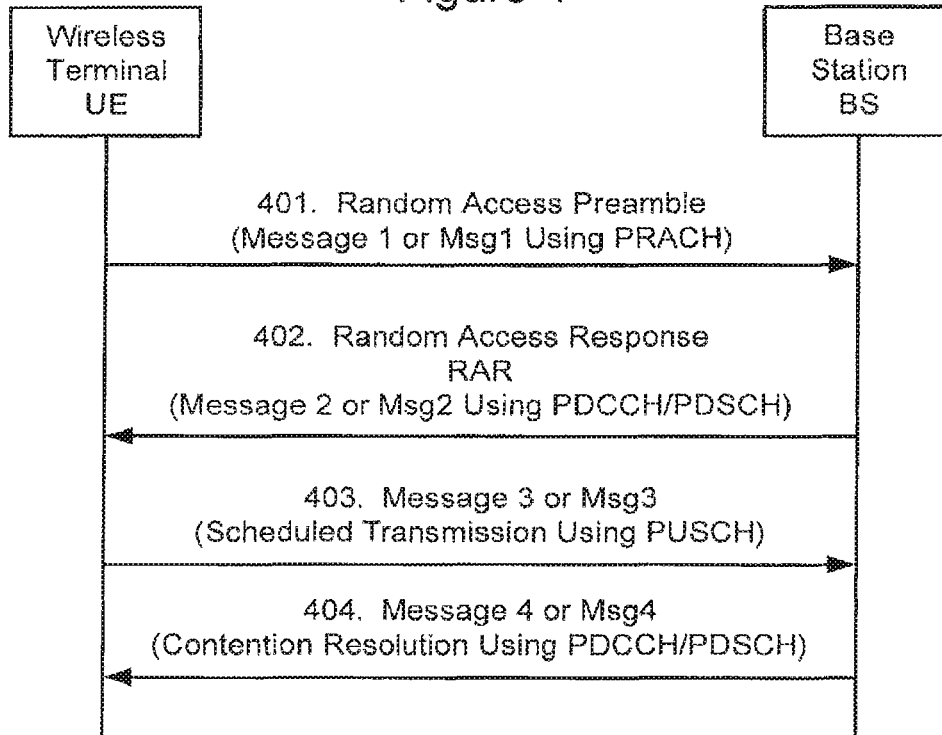 Wireless
Terminal
UE
Base
Station
BS
401. Random Access Preamble
(Message 1 or Msg1 Using PRACH)
402. Random Access Response
RAR
(Message 2 or Msg2 Using PDCCH/PDSCH)
403. Message 3 or Msg3
(Scheduled Transmission Using PUSCH)
404. Message 4 or Msg4
(Contention Resolution Using PDCCH/PDSCH)